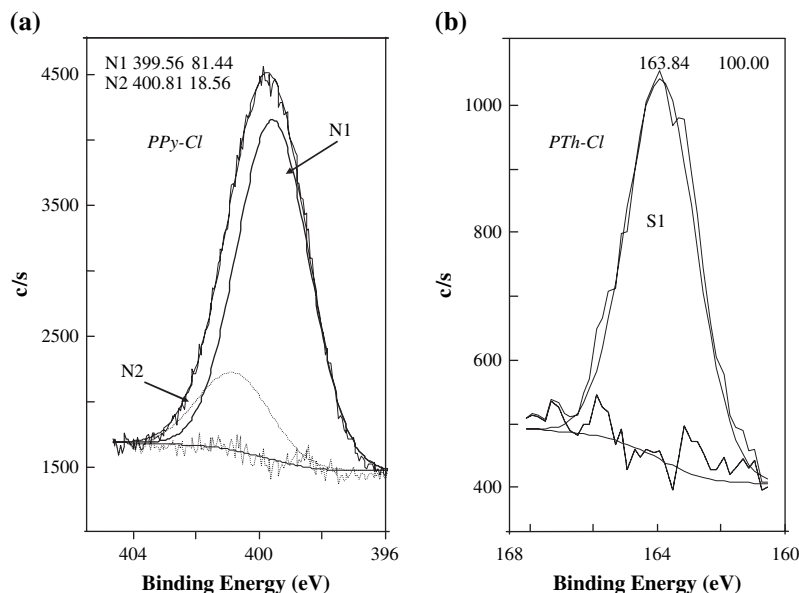 (a)
N1 399.56 81.44
N2 400.81 18.56
4500
PPy-Cl
N1
3500
c/s
2500
N2
1500
404 400 396
Binding Energy (eV)
(b)
163.84 100.00
1000
PTh-Cl
800
S1
c/s
600
400
168 164 160
Binding Energy (eV)